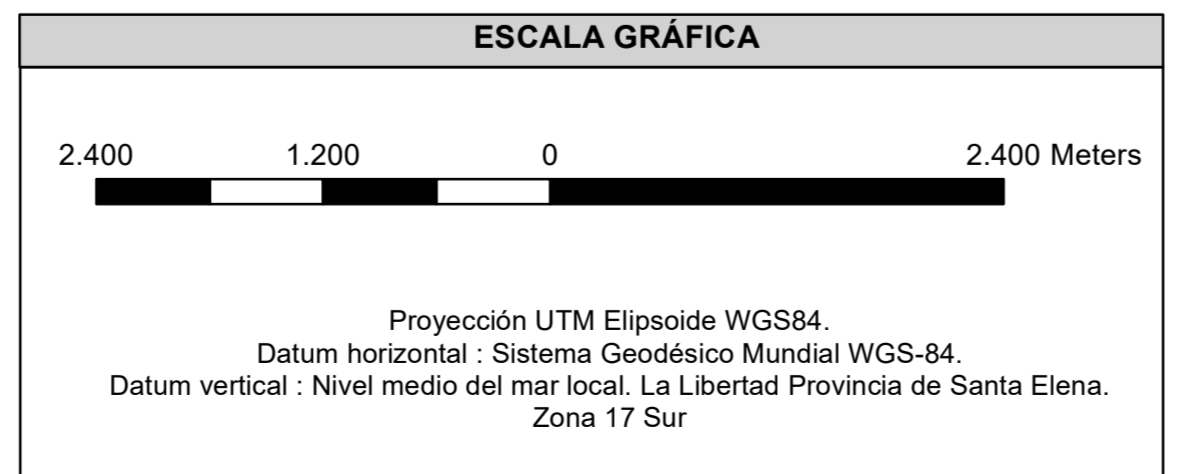 ESCALA GRÁFICA
2.400 1.200 0 2.400 Meters
Proyección UTM Elipsoide WGS84.
Datum horizontal : Sistema Geodésico Mundial WGS-84.
Datum vertical : Nivel medio del mar local. La Libertad Provincia de Santa Elena.
Zona 17 Sur